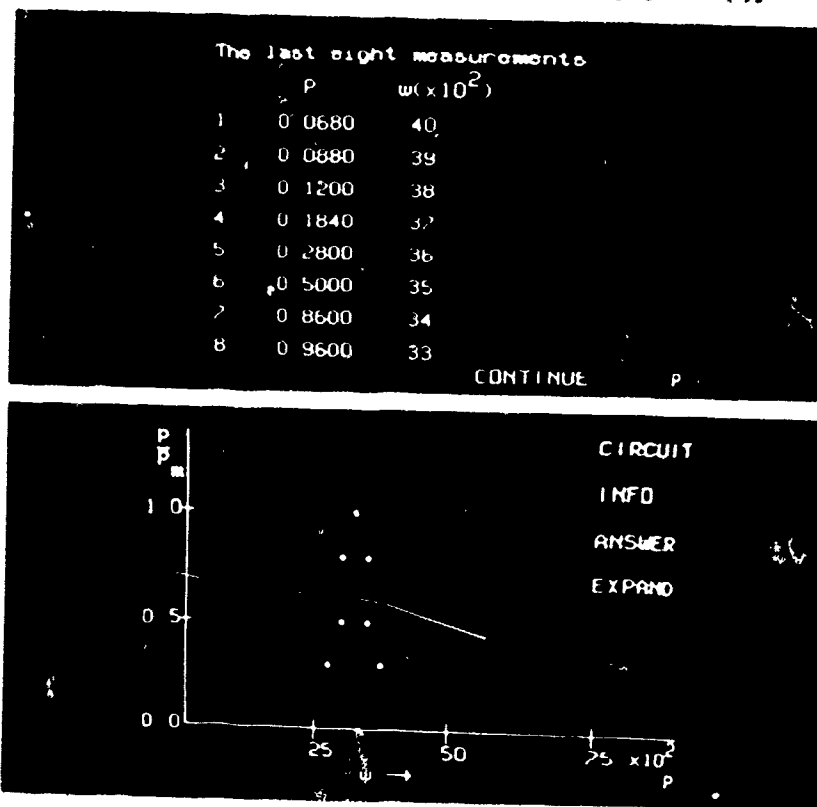 The last eight measurements
P ω(×10²)
1 0 0680 40
2 0 0880 39
3 0 1200 38
4 0 1840 37
5 0 2800 36
6 0 5000 35
7 0 8600 34
8 0 9600 33
CONTINUE P
P
P m
CIRCUIT
1 0
INFO
ANSWER
EXPAND
0 5
0 0
25 50 75 ×10²
ω → P